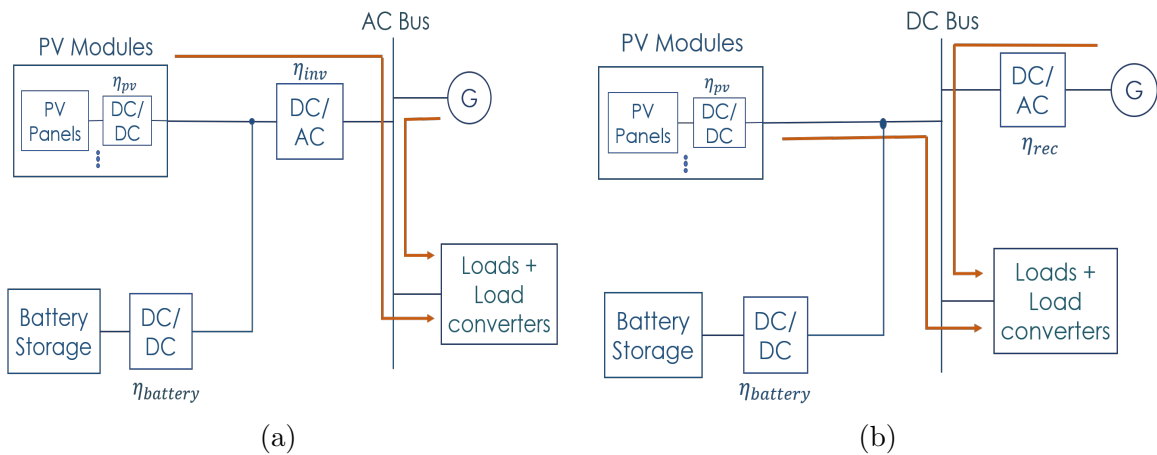 AC Bus
PV Modules
η_inv
η_pv
PV
Panels
DC/
DC
DC/
AC
G
Loads +
Load
converters
Battery
Storage
DC/
DC
η_battery
(a)
DC Bus
PV Modules
η_pv
PV
Panels
DC/
DC
DC/
AC
G
η_rec
Loads +
Load
converters
Battery
Storage
DC/
DC
η_battery
(b)